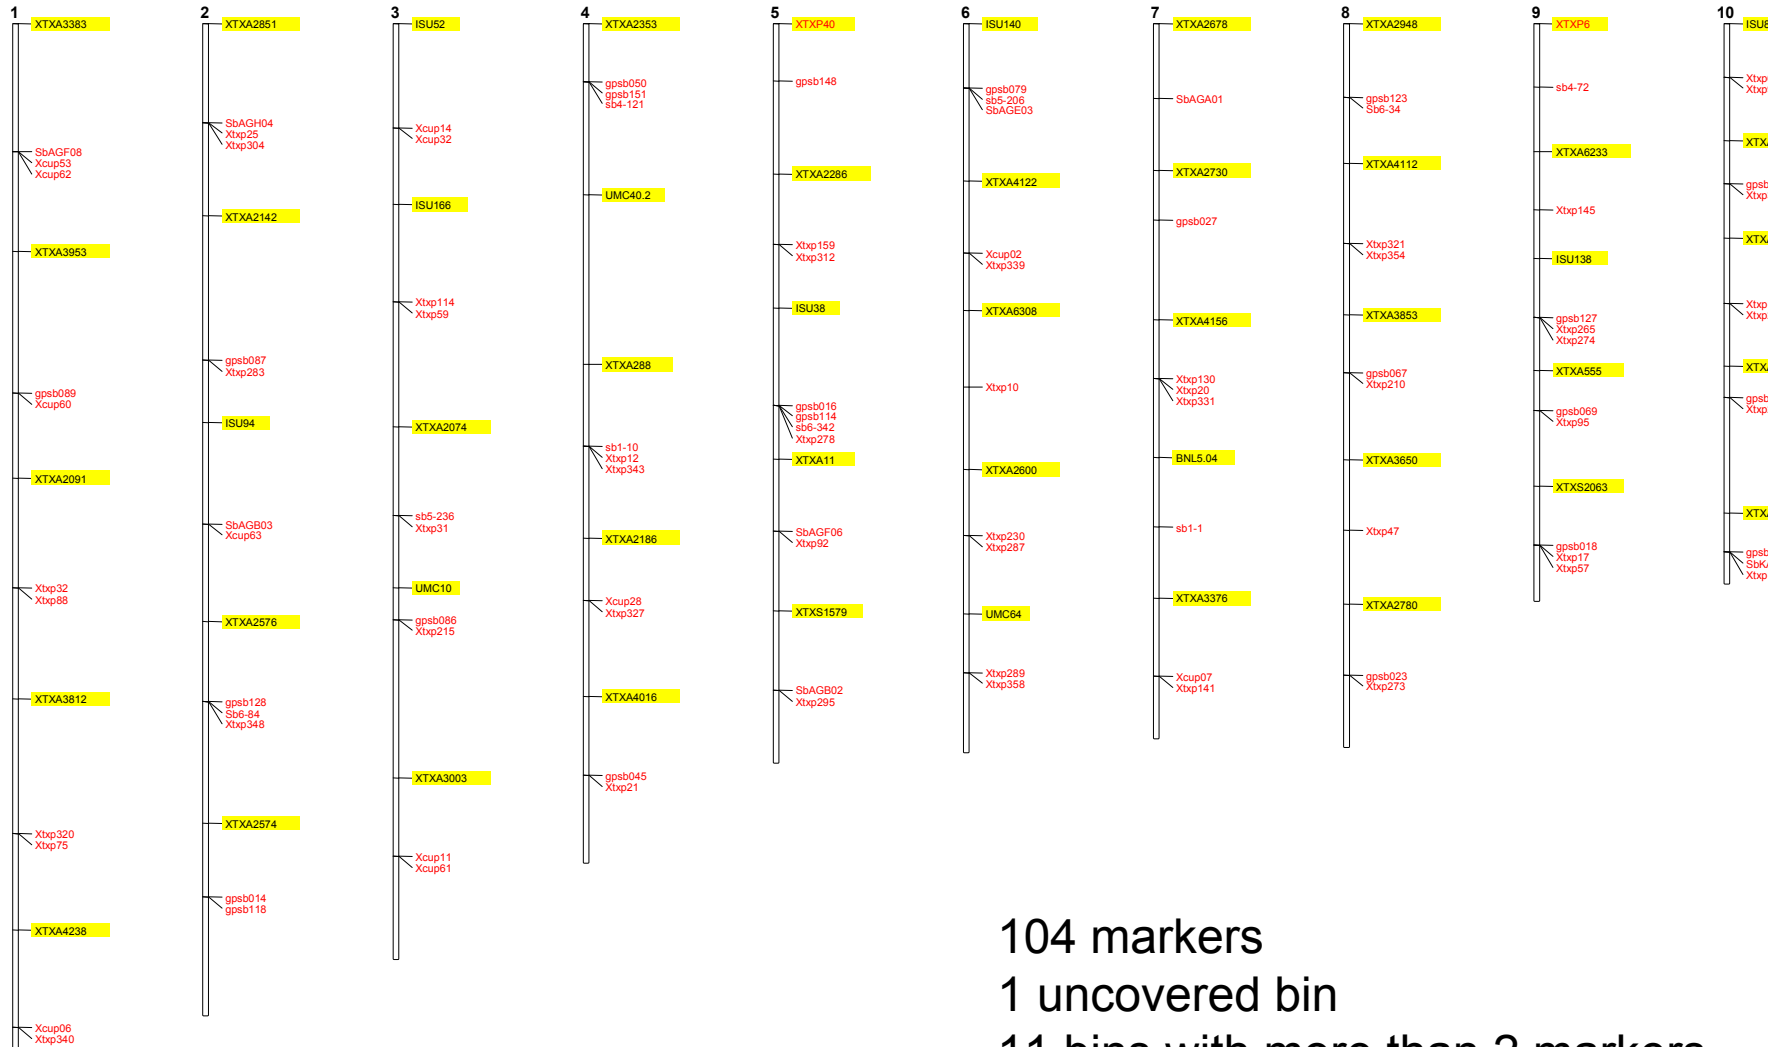 1
XTXA3383
SbAGF08
Xcup53
Xcup62
XTXA3953
gpsb089
Xcup60
XTXA2091
Xtxp32
Xtxp88
XTXA3812
Xtxp320
Xtxp75
XTXA4238
Xcup06
Xtxp340
2
XTXA2851
SbAGH04
Xtxp25
Xtxp304
XTXA2142
gpsb087
Xtxp283
ISU94
SbAGB03
Xcup63
XTXA2576
gpsb128
Sb6-84
Xtxp348
XTXA2574
gpsb014
gpsb118
3
ISU52
Xcup14
Xcup32
ISU166
Xtxp114
Xtxp59
XTXA2074
sb5-236
Xtxp31
UMC10
gpsb086
Xtxp215
XTXA3003
Xcup11
Xcup61
4
XTXA2353
gpsb050
gpsb151
sb4-121
UMC40.2
XTXA288
sb1-10
Xtxp12
Xtxp343
XTXA2186
Xcup28
Xtxp327
XTXA4016
gpsb045
Xtxp21
5
XTXP40
gpsb148
XTXA2286
Xtxp159
Xtxp312
ISU38
gpsb016
gpsb114
sb6-342
Xtxp278
XTXA11
SbAGF06
Xtxp92
XTXS1579
SbAGB02
Xtxp295
6
ISU140
gpsb079
sb5-206
SbAGE03
XTXA4122
Xcup02
Xtxp339
XTXA6308
Xtxp10
XTXA2600
Xtxp230
Xtxp287
UMC64
Xtxp289
Xtxp358
7
XTXA2678
SbAGA01
XTXA2730
gpsb027
XTXA4156
Xtxp130
Xtxp20
Xtxp331
BNL5.04
sb1-1
XTXA3376
Xcup07
Xtxp141
8
XTXA2948
gpsb123
Sb6-34
XTXA4112
Xtxp321
Xtxp354
XTXA3853
gpsb067
Xtxp210
XTXA3650
Xtxp47
XTXA2780
gpsb023
Xtxp273
9
XTXP6
sb4-72
XTXA6233
Xtxp145
ISU138
gpsb127
Xtxp265
Xtxp274
XTXA555
gpsb069
Xtxp95
XTXS2063
gpsb018
Xtxp17
Xtxp57
10
104 markers
1 uncovered bin
11 bins with more than 2 markers